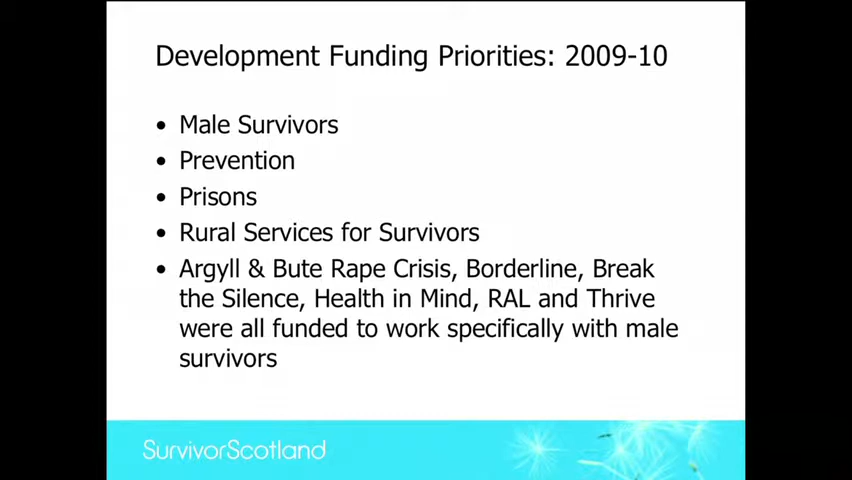 Development Funding Priorities: 2009-10
• Male Survivors
• Prevention
• Prisons
• Rural Services for Survivors
• Argyll & Bute Rape Crisis, Borderline, Break
the Silence, Health in Mind, RAL and Thrive
were all funded to work specifically with male
survivors
SurvivorScotland